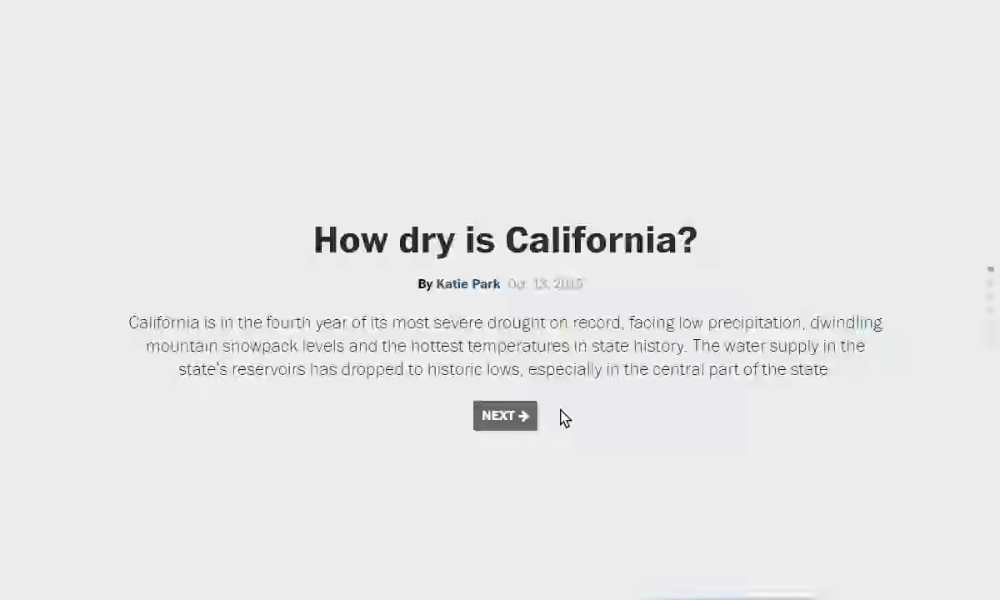 How dry is California?
By Katie Park Oct. 13, 2015
California is in the fourth year of its most severe drought on record, facing low precipitation, dwindling
mountain snowpack levels and the hottest temperatures in state history. The water supply in the
state's reservoirs has dropped to historic lows, especially in the central part of the state
NEXT →